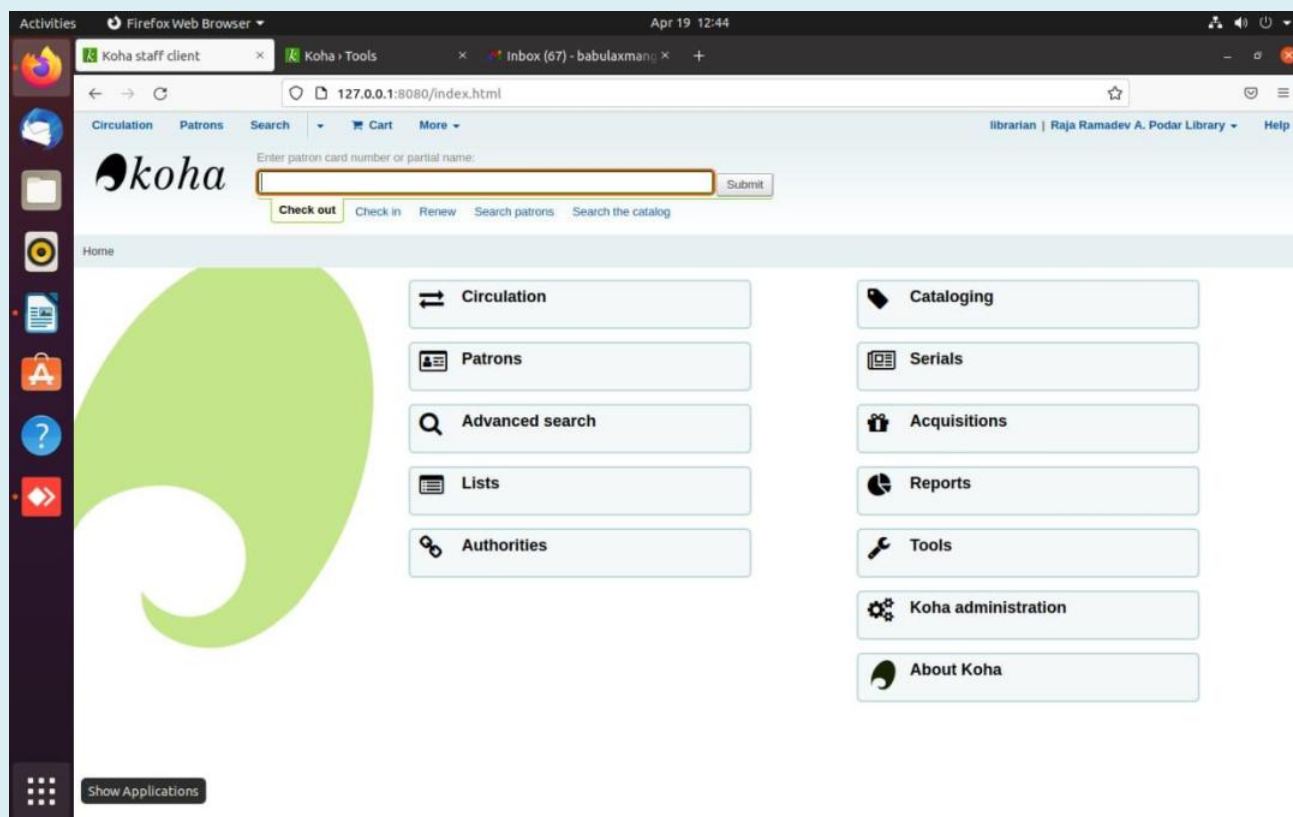 Activities Firefox Web Browser Apr 19 12:44
Koha staff client × Koha › Tools × Inbox (67) - babulaxmang × +
127.0.0.1:8080/index.html
Circulation Patrons Search Cart More librarian | Raja Ramadev A. Podar Library Help
koha
Enter patron card number or partial name:
Submit
Check out Check in Renew Search patrons Search the catalog
Home
Circulation
Cataloging
Patrons
Serials
Advanced search
Acquisitions
Lists
Reports
Authorities
Tools
Koha administration
About Koha
Show Applications